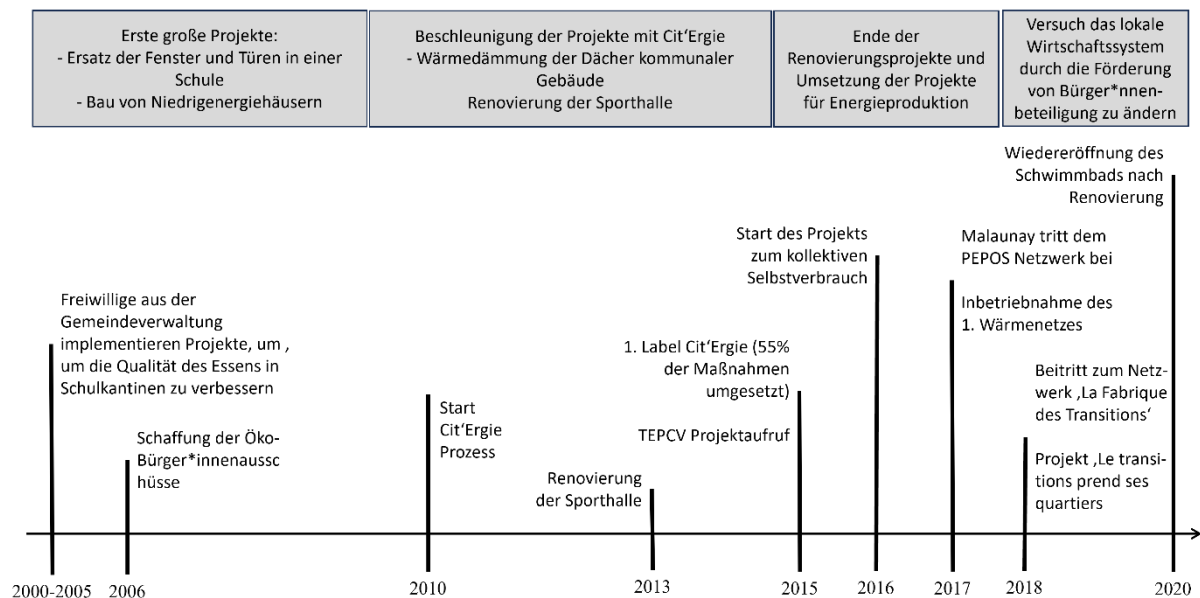 Erste große Projekte:
- Ersatz der Fenster und Türen in einer
Schule
- Bau von Niedrigenergiehäusern
Beschleunigung der Projekte mit Cit'Ergie
- Wärmedämmung der Dächer kommunaler
Gebäude
Renovierung der Sporthalle
Ende der
Renovierungsprojekte und
Umsetzung der Projekte
für Energieproduktion
Versuch das lokale
Wirtschaftssystem
durch die Förderung
von Bürger*nnen-
beteiligung zu ändern
Freiwillige aus der
Gemeindeverwaltung
implementieren Projekte, um ,
um die Qualität des Essens in
Schulkantinen zu verbessern
Schaffung der Öko-
Bürger*innenaussc
hüsse
Start
Cit'Ergie
Prozess
Renovierung
der Sporthalle
1. Label Cit'Ergie (55%
der Maßnahmen
umgesetzt)
TEPCV Projektaufruf
Start des Projekts
zum kollektiven
Selbstverbrauch
Malaunay tritt dem
PEPOS Netzwerk bei
Inbetriebnahme des
1. Wärmenetzes
Beitritt zum Netz-
werk ‚La Fabrique
des Transitions'
Projekt ‚Le transi-
tions prend ses
quartiers
Wiedereröffnung des
Schwimmbads nach
Renovierung
2000-2005
2006
2010
2013
2015
2016
2017
2018
2020